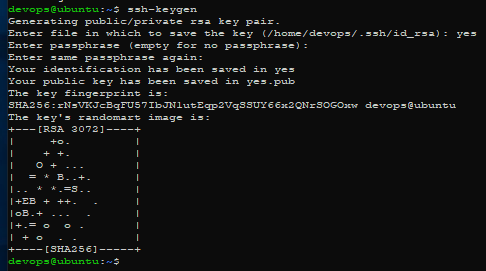 devops@ubuntu:~$ ssh-keygen
Generating public/private rsa key pair.
Enter file in which to save the key (/home/devops/.ssh/id_rsa): yes
Enter passphrase (empty for no passphrase):
Enter same passphrase again:
Your identification has been saved in yes
Your public key has been saved in yes.pub
The key fingerprint is:
SHA256:rNsVKJcBqFU57IbJN1utEqp2VqSSUY66x2QNrSOGOxw devops@ubuntu
The key's randomart image is:
+---[RSA 3072]----+
|      +o.        |
|     + +.        |
|    O + ...      |
|   = * B..+.     |
|.. * *.=S..      |
|+EB + ++.  .     |
|oB.+ ...  .      |
|+.= o  o .       |
| + o   . .       |
+----[SHA256]-----+
devops@ubuntu:~$